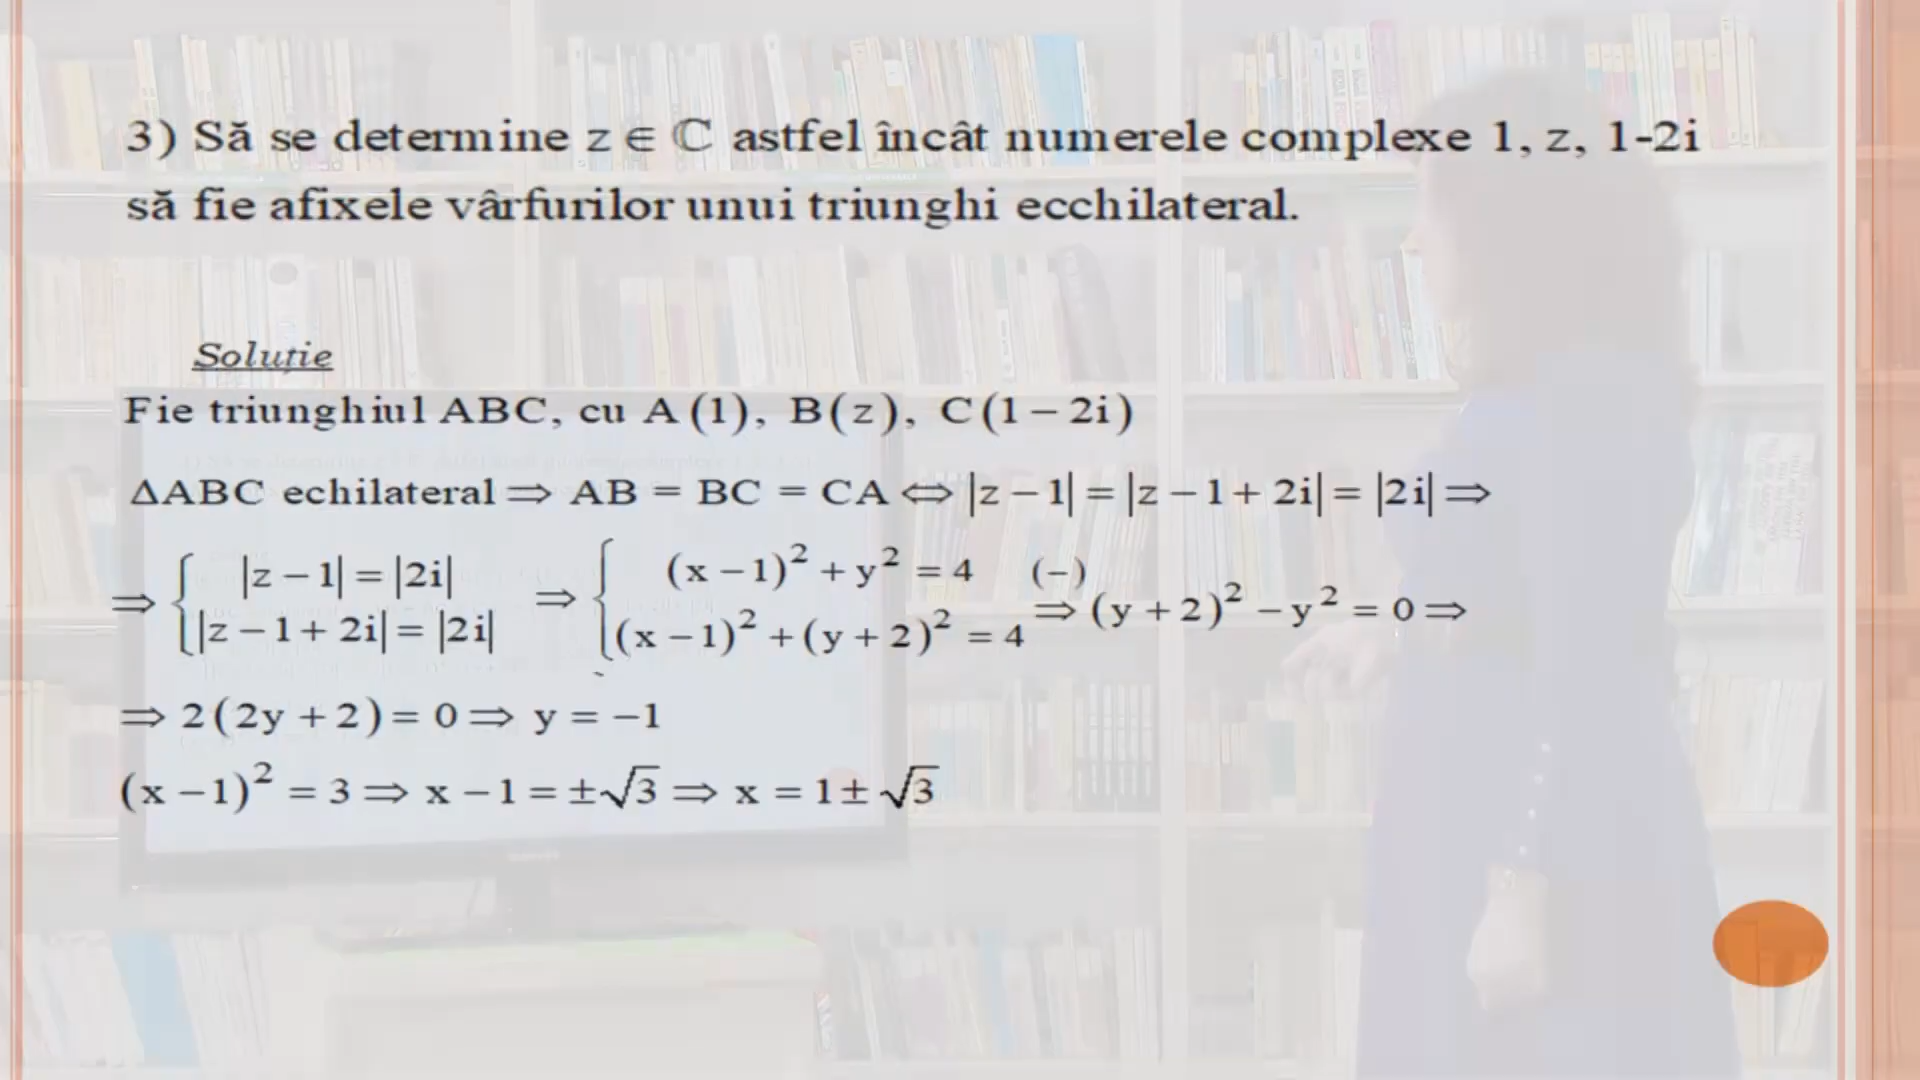 3) Să se determine z ∈ ℂ astfel încât numerele complexe 1, z, 1-2i
să fie afixele vârfurilor unui triunghi ecchilateral.
Soluție
Fie triunghiul ABC, cu A(1), B(z), C(1 – 2i)
ΔABC echilateral ⇒ AB = BC = CA ⇔ |z – 1| = |z – 1 + 2i| = |2i| ⇒
⇒ { |z – 1| = |2i| ; |z – 1 + 2i| = |2i| ⇒ { (x – 1)² + y² = 4 ; (x – 1)² + (y + 2)² = 4 (–) ⇒ (y + 2)² – y² = 0 ⇒
⇒ 2(2y + 2) = 0 ⇒ y = –1
(x – 1)² = 3 ⇒ x – 1 = ±√3 ⇒ x = 1 ± √3